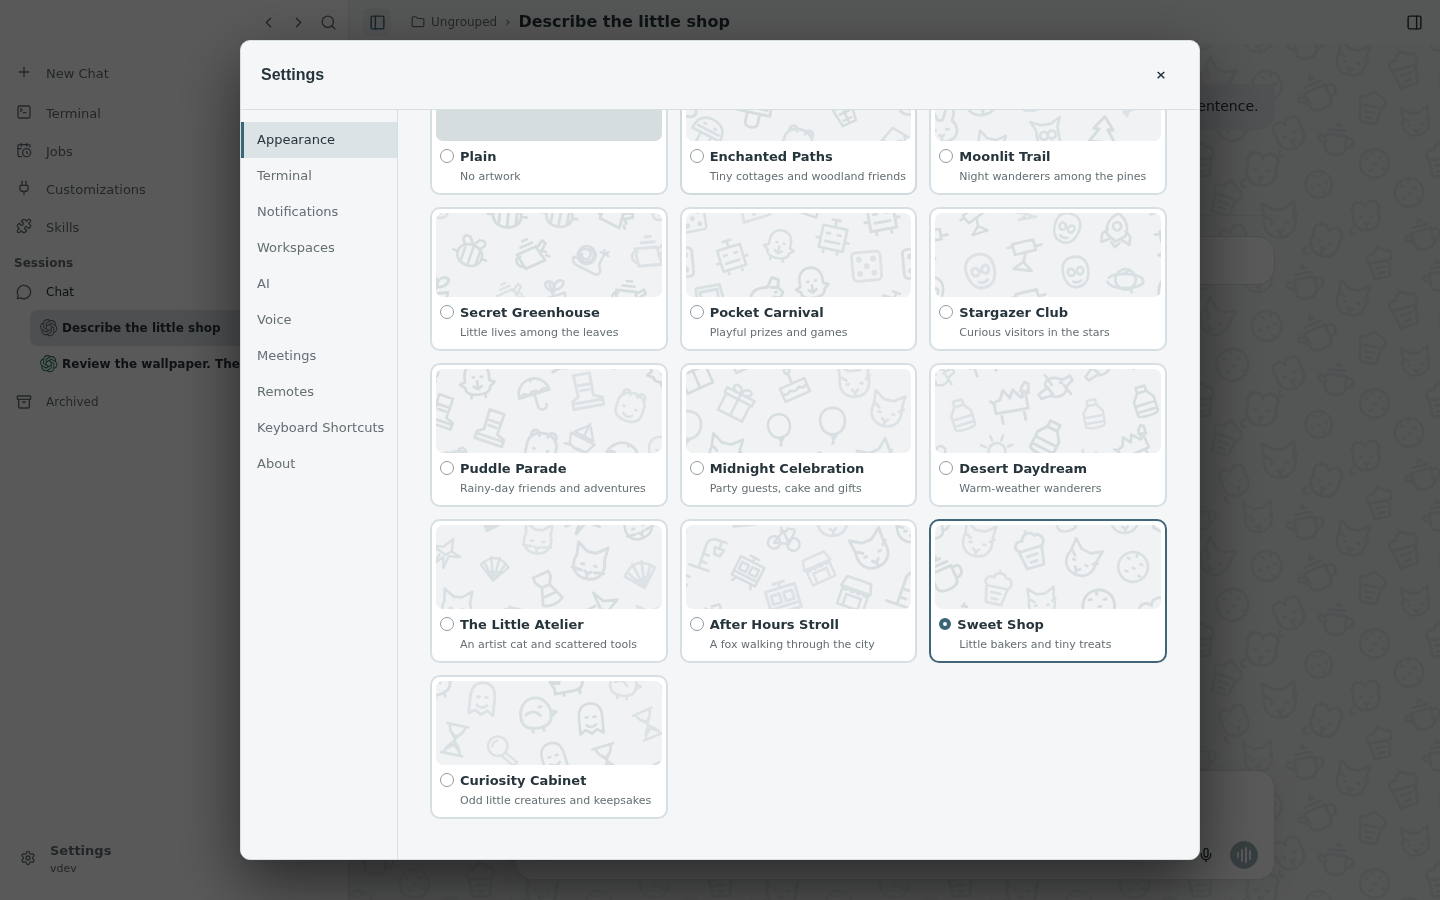 Ungrouped › Describe the little shop
Settings
×
New Chat
Terminal
Jobs
Customizations
Skills
Sessions
Chat
Describe the little shop
Review the wallpaper. The
Archived
Settings
vdev
entence.
Appearance
Terminal
Notifications
Workspaces
AI
Voice
Meetings
Remotes
Keyboard Shortcuts
About
Plain
No artwork
Enchanted Paths
Tiny cottages and woodland friends
Moonlit Trail
Night wanderers among the pines
Secret Greenhouse
Little lives among the leaves
Pocket Carnival
Playful prizes and games
Stargazer Club
Curious visitors in the stars
Puddle Parade
Rainy-day friends and adventures
Midnight Celebration
Party guests, cake and gifts
Desert Daydream
Warm-weather wanderers
The Little Atelier
An artist cat and scattered tools
After Hours Stroll
A fox walking through the city
Sweet Shop
Little bakers and tiny treats
Curiosity Cabinet
Odd little creatures and keepsakes